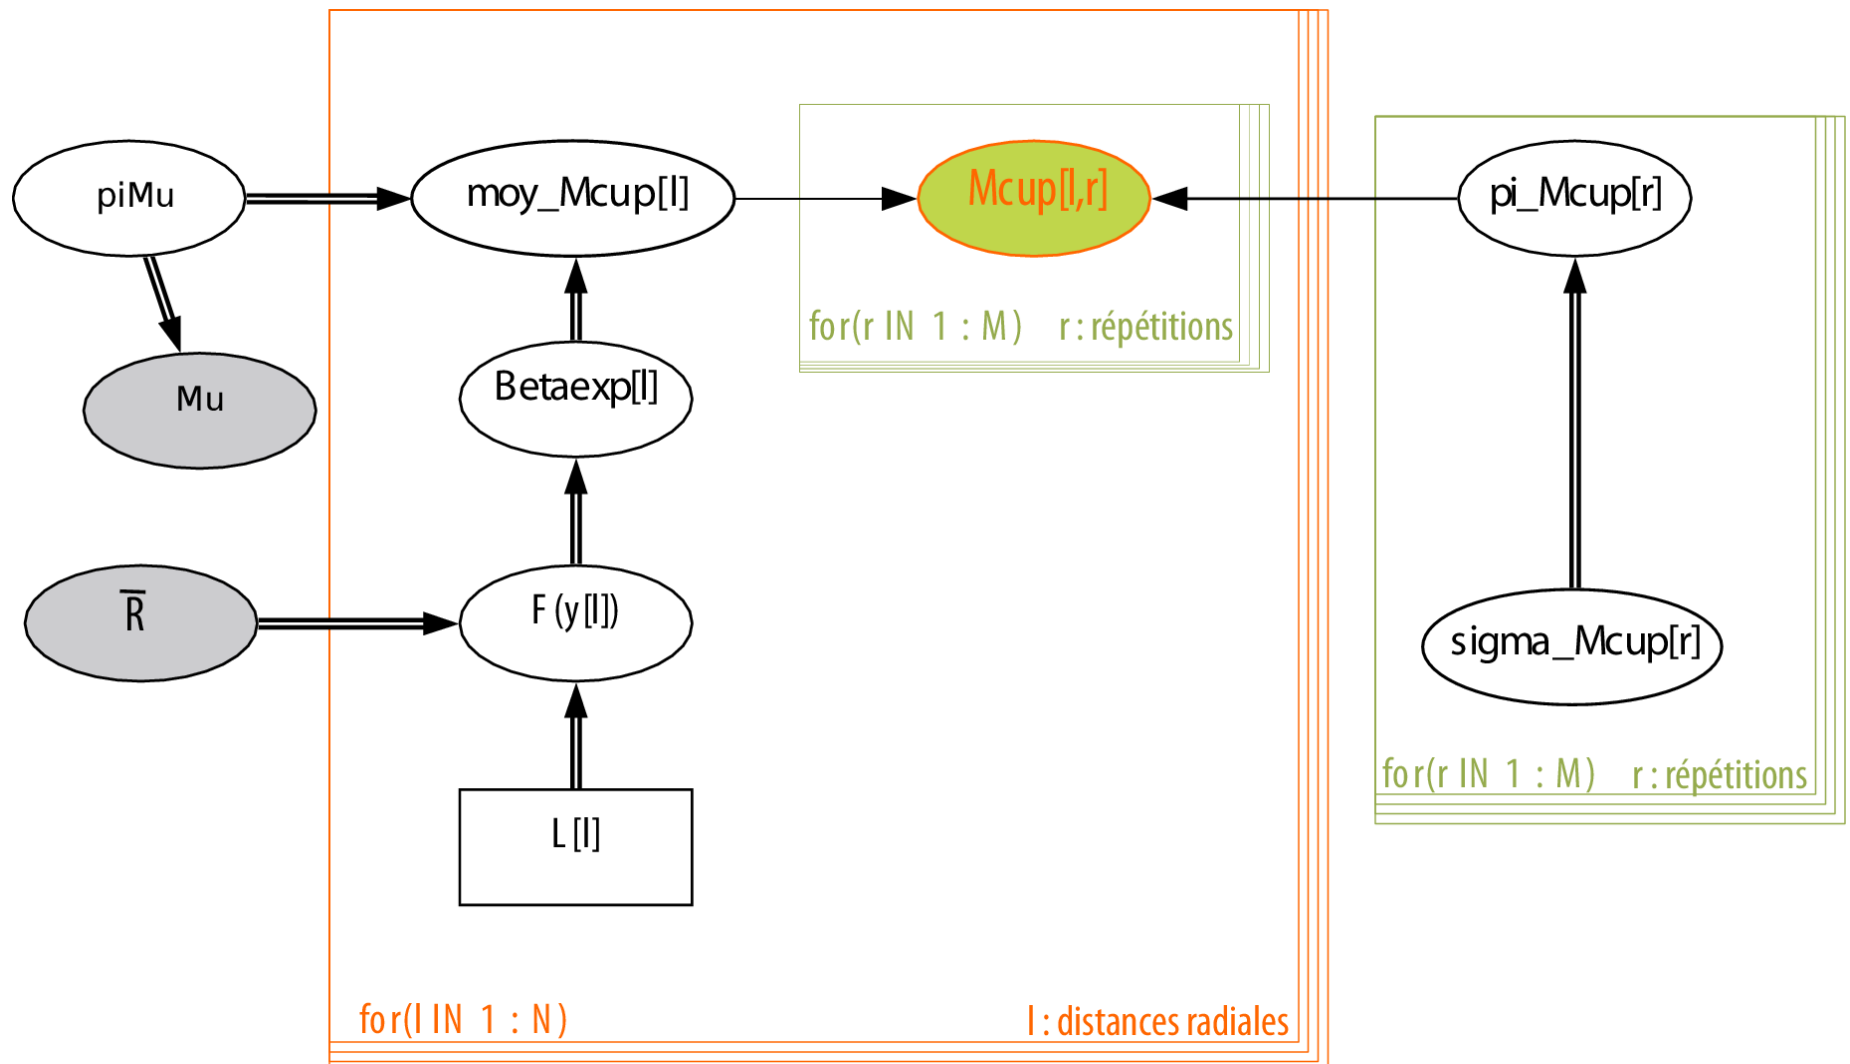 piMu
moy_Mcup[l]
Mcup[l,r]
pi_Mcup[r]
for(r IN 1 : M) r : répétitions
Betaexp[l]
Mu
R̅
F (y[l])
sigma_Mcup[r]
for(r IN 1 : M) r : répétitions
L [l]
for(l IN 1 : N) l : distances radiales